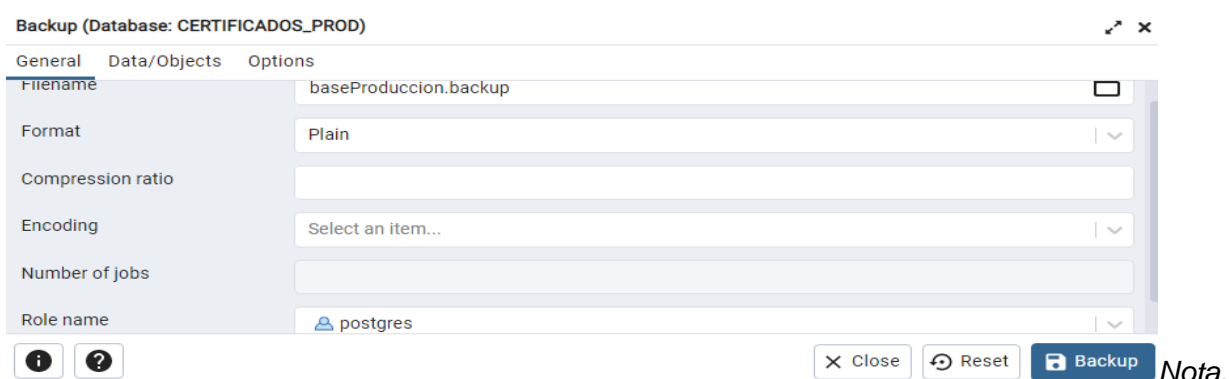 Backup (Database: CERTIFICADOS_PROD)
General Data/Objects Options
Filename baseProduccion.backup
Format Plain
Compression ratio
Encoding Select an item...
Number of jobs
Role name postgres
Close Reset Backup Nota.